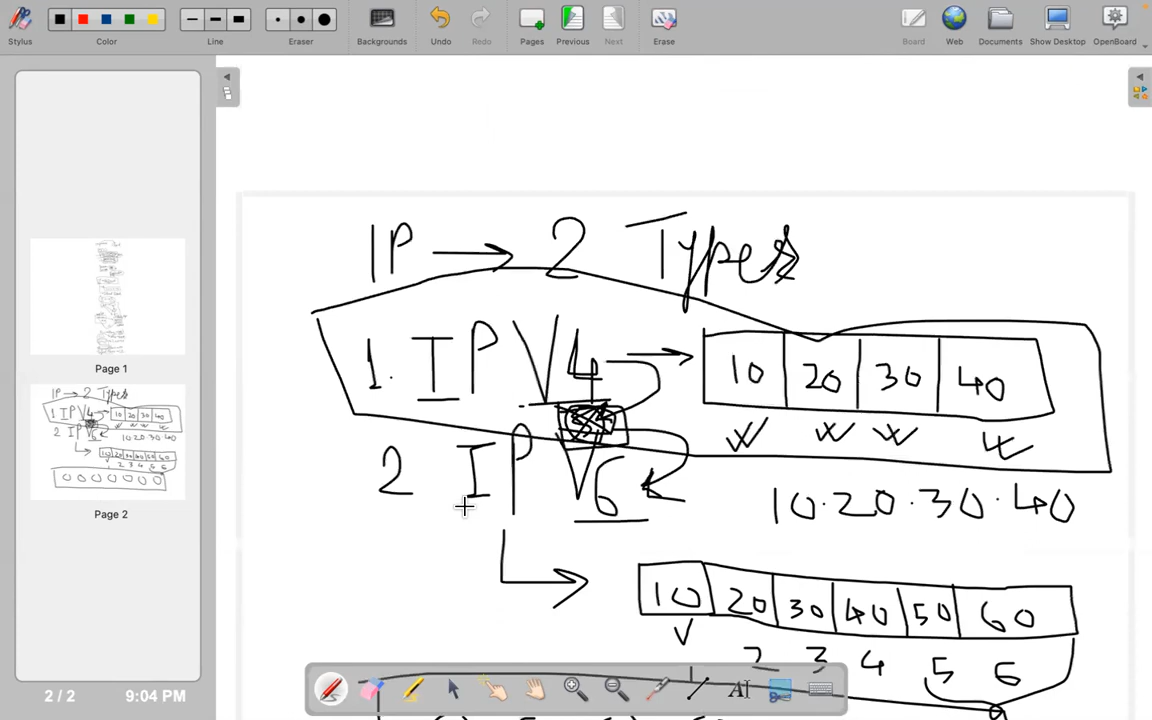 Stylus Color Line Eraser Backgrounds Undo Redo Pages Previous Next Erase Board Web Documents Show Desktop OpenBoard
Page 1
Page 2
IP → 2 Types
1. IPV4 → 10 20 30 40
2 IPV6
10.20.30.40
10 20 30 40 50 60
2 3 4 5 6
2 / 2 9:04 PM